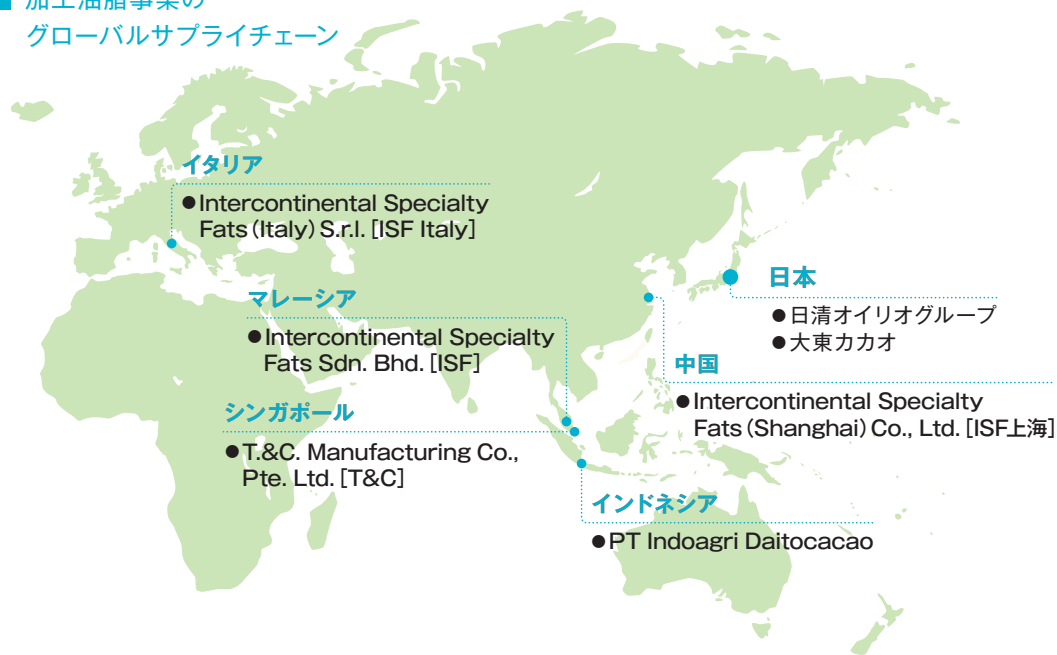 ■ 加工油脂事業の
グローバルサプライチェーン
イタリア
●Intercontinental Specialty
Fats (Italy) S.r.l. [ISF Italy]
マレーシア
●Intercontinental Specialty
Fats Sdn. Bhd. [ISF]
シンガポール
●T.&C. Manufacturing Co.,
Pte. Ltd. [T&C]
日本
●日清オイリオグループ
●大東カカオ
中国
●Intercontinental Specialty
Fats (Shanghai) Co., Ltd. [ISF上海]
インドネシア
●PT Indoagri Daitocacao